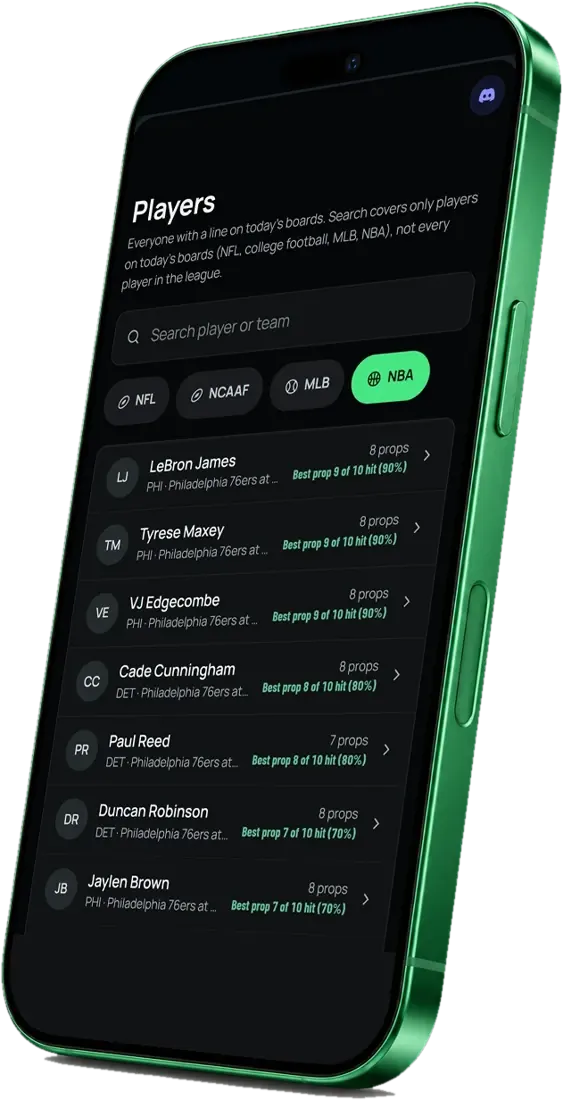 Players
Everyone with a line on today's boards. Search covers only players
on today's boards (NFL, college football, MLB, NBA), not every
player in the league.
Search player or team
NFL
NCAAF
MLB
NBA
LJ
LeBron James
PHI · Philadelphia 76ers at ...
8 props
Best prop 9 of 10 hit (90%)
TM
Tyrese Maxey
PHI · Philadelphia 76ers at ...
8 props
Best prop 9 of 10 hit (90%)
VE
VJ Edgecombe
PHI · Philadelphia 76ers at ...
8 props
Best prop 9 of 10 hit (90%)
CC
Cade Cunningham
DET · Philadelphia 76ers at...
8 props
Best prop 8 of 10 hit (80%)
PR
Paul Reed
DET · Philadelphia 76ers at...
7 props
Best prop 8 of 10 hit (80%)
DR
Duncan Robinson
DET · Philadelphia 76ers at...
8 props
Best prop 7 of 10 hit (70%)
JB
Jaylen Brown
PHI · Philadelphia 76ers at ...
8 props
Best prop 7 of 10 hit (70%)